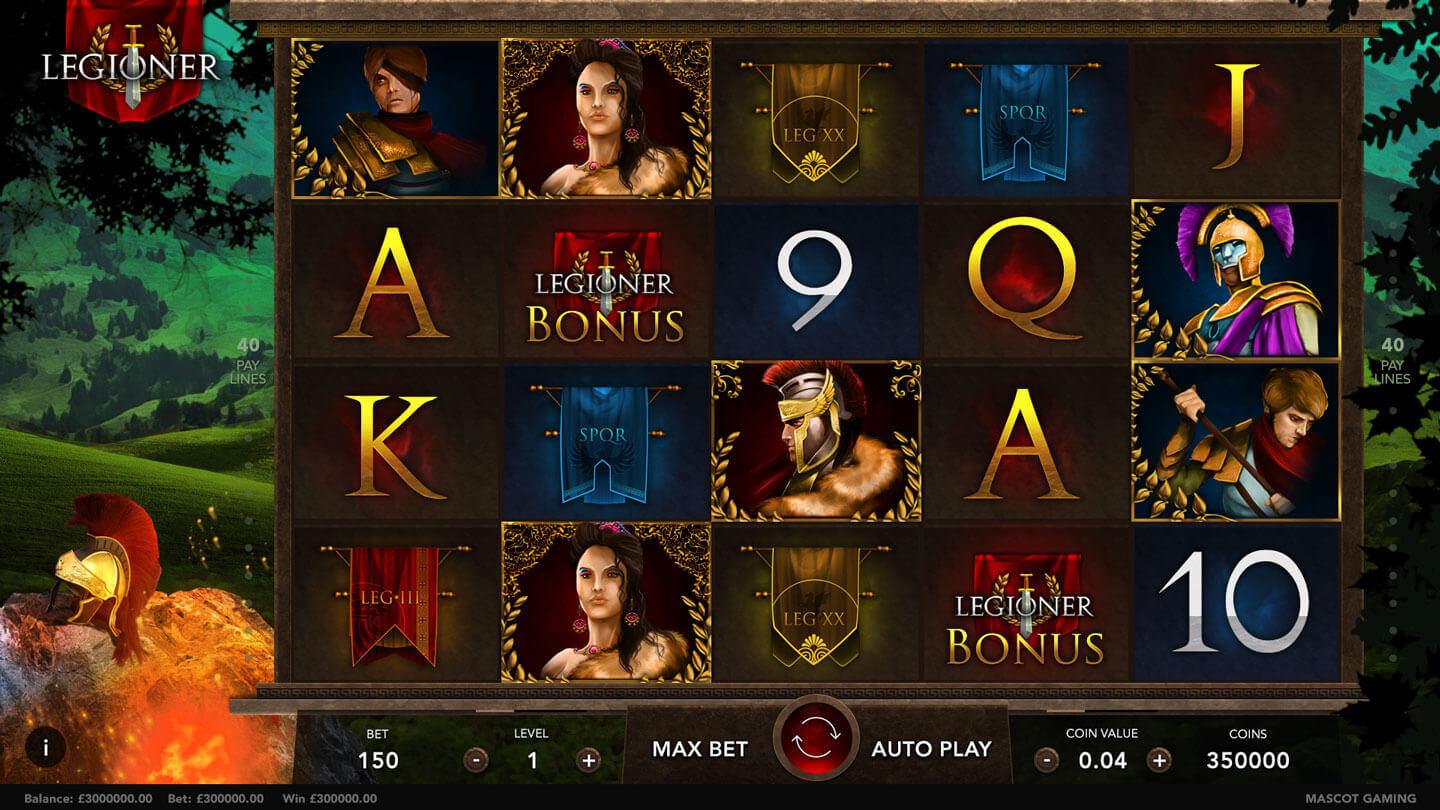 LEGIONER
LEG XX
SPQR
J
A
LEGIONER
BONUS
9
Q
40
PAY
LINES
40
PAY
LINES
K
SPQR
A
LEG•III
LEG XX
LEGIONER
BONUS
10
BET
150
LEVEL
- 1 +
MAX BET
AUTO PLAY
COIN VALUE
- 0.04 +
COINS
350000
i
Balance: £3000000.00 Bet: £300000.00 Win £300000.00
MASCOT GAMING